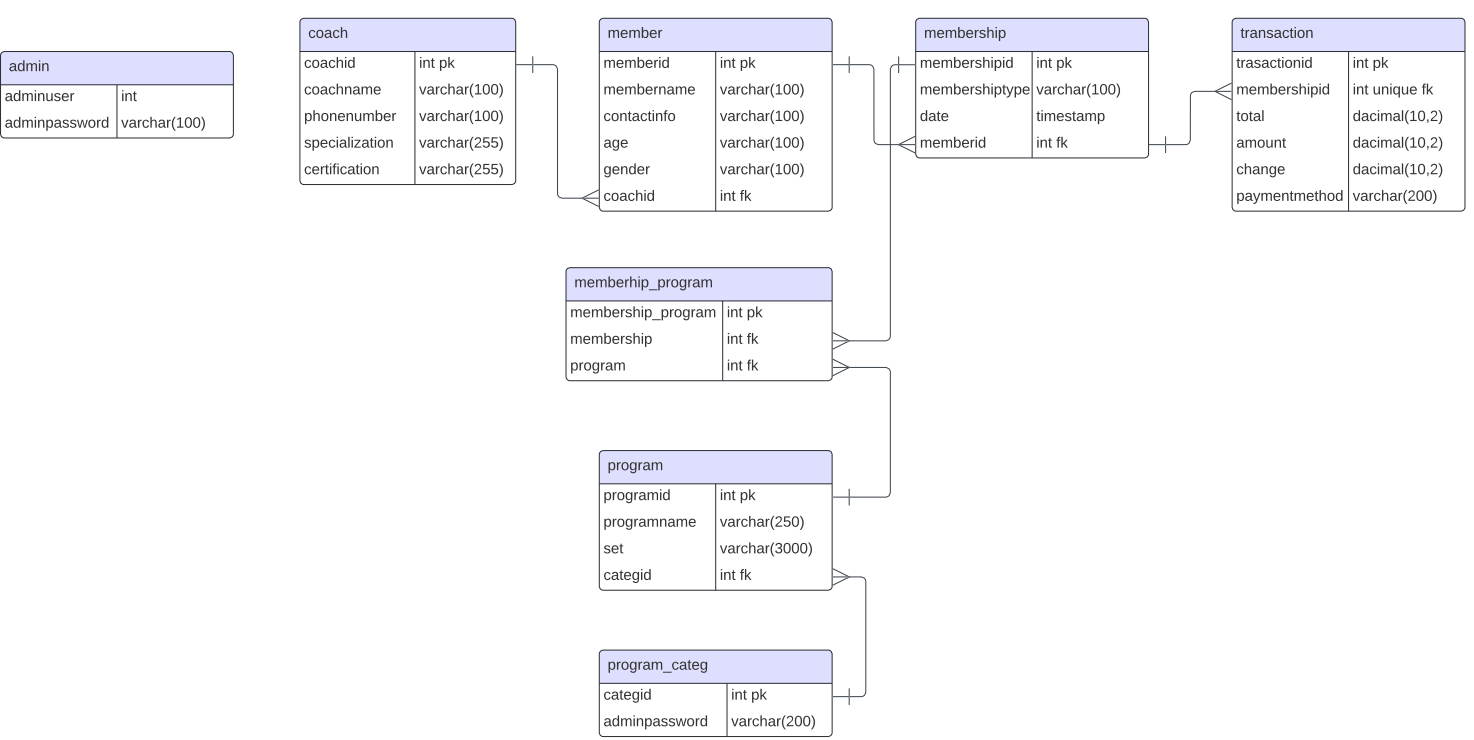 admin
adminuser int
adminpassword varchar(100)
coach
coachid int pk
coachname varchar(100)
phonenumber varchar(100)
specialization varchar(255)
certification varchar(255)
member
memberid int pk
membername varchar(100)
contactinfo varchar(100)
age varchar(100)
gender varchar(100)
coachid int fk
membership
membershipid int pk
membershiptype varchar(100)
date timestamp
memberid int fk
transaction
trasactionid int pk
membershipid int unique fk
total dacimal(10,2)
amount dacimal(10,2)
change dacimal(10,2)
paymentmethod varchar(200)
memberhip_program
membership_program int pk
membership int fk
program int fk
program
programid int pk
programname varchar(250)
set varchar(3000)
categid int fk
program_categ
categid int pk
adminpassword varchar(200)